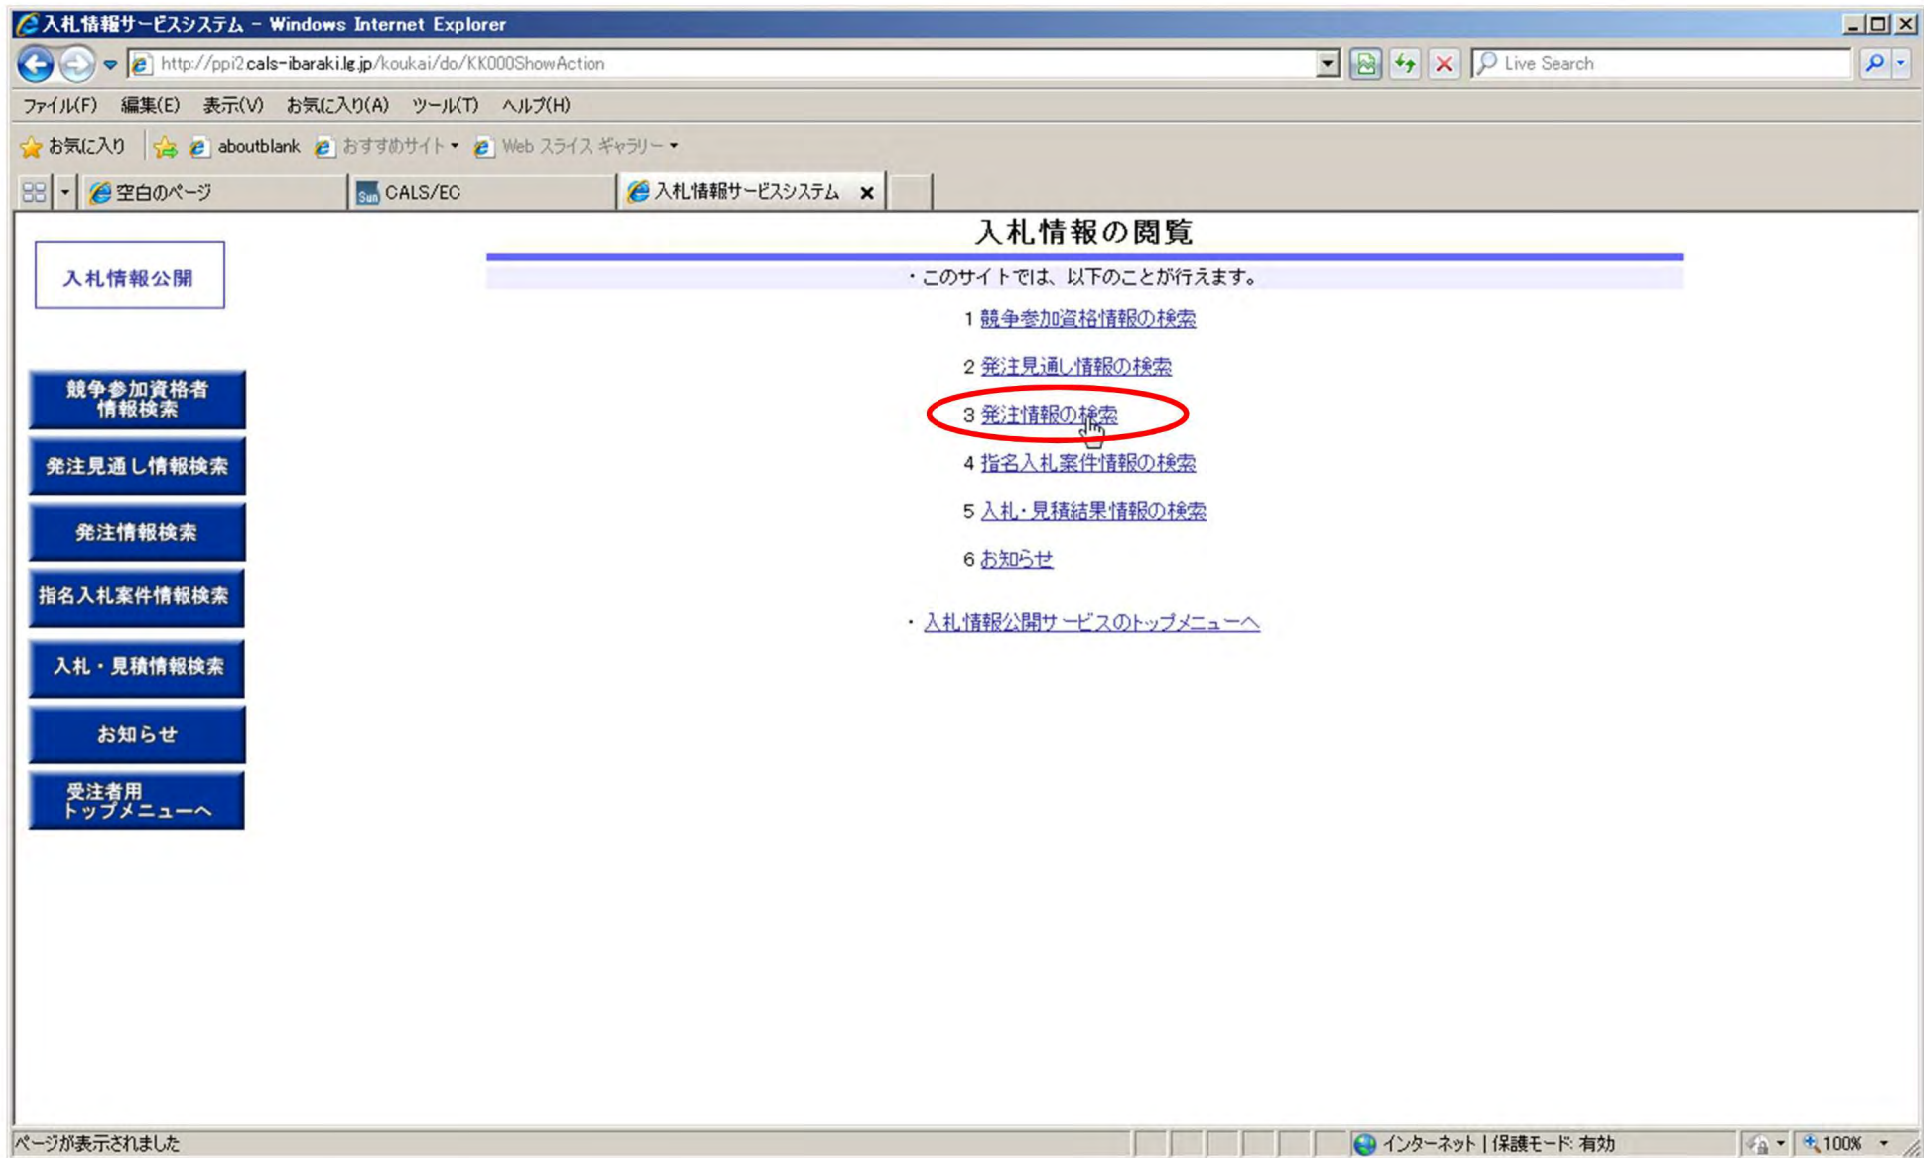 入札情報サービスシステム - Windows Internet Explorer
http://ppi2.cals-ibaraki.lg.jp/koukai/do/KK000ShowAction
Live Search
ファイル(F) 編集(E) 表示(V) お気に入り(A) ツール(T) ヘルプ(H)
お気に入り aboutblank おすすめサイト Web スライス ギャラリー
空白のページ
Sun CALS/EC
入札情報サービスシステム
入札情報公開
競争参加資格者
情報検索
発注見通し情報検索
発注情報検索
指名入札案件情報検索
入札・見積情報検索
お知らせ
受注者用
トップメニューへ
入札情報の閲覧
・このサイトでは、以下のことが行えます。
1 競争参加資格情報の検索
2 発注見通し情報の検索
3 発注情報の検索
4 指名入札案件情報の検索
5 入札・見積結果情報の検索
6 お知らせ
・入札情報公開サービスのトップメニューへ
ページが表示されました
インターネット | 保護モード: 有効
100%